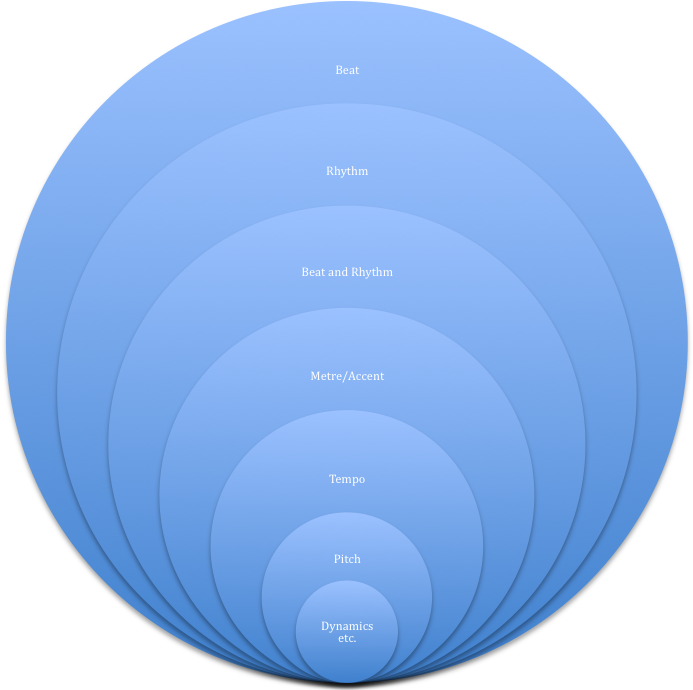 Beat
Rhythm
Beat and Rhythm
Metre/Accent
Tempo
Pitch
Dynamics
etc.